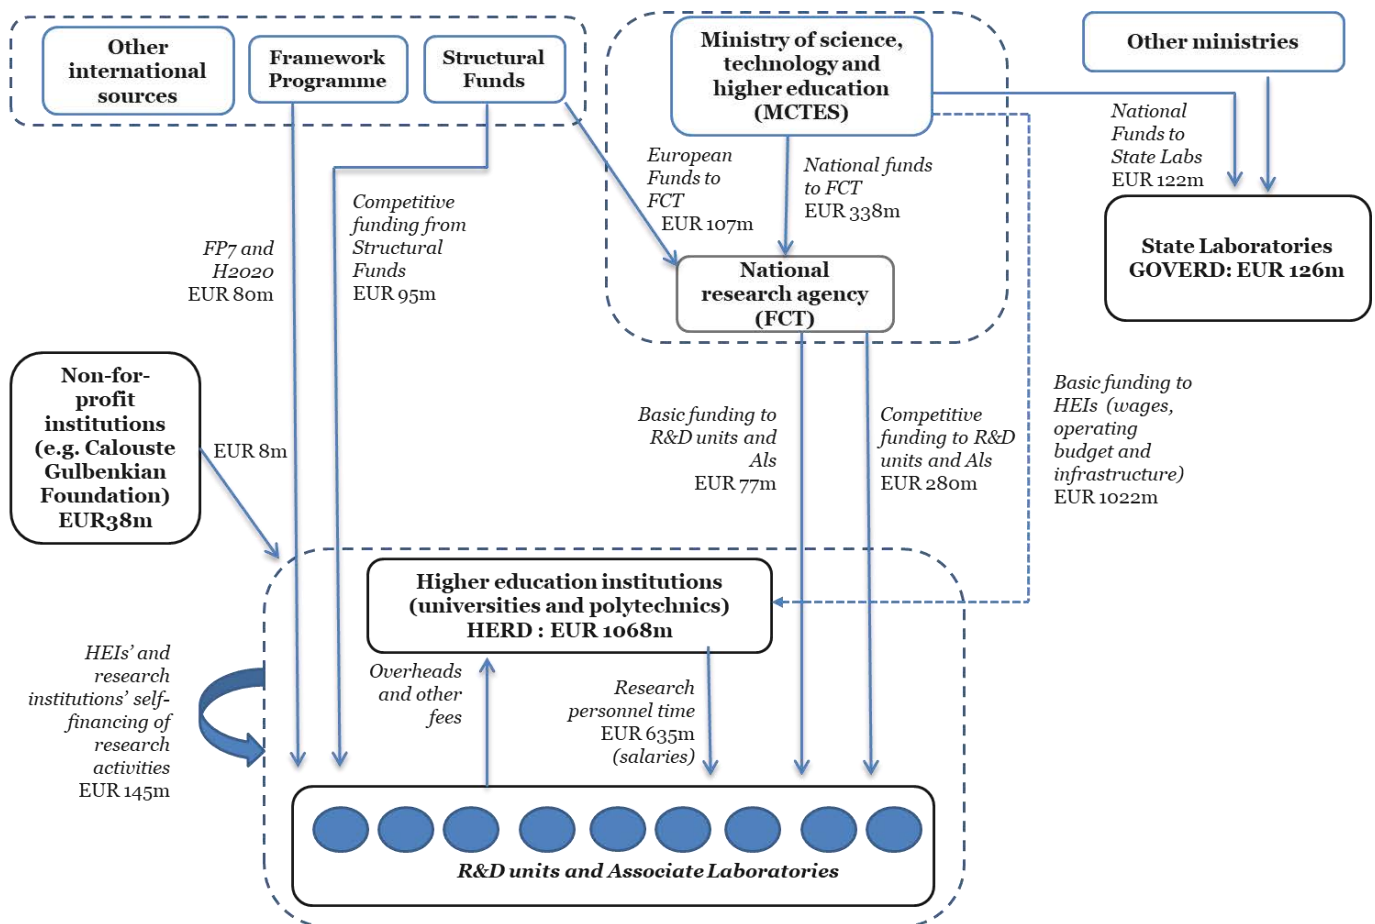 Other
international
sources
Framework
Programme
Structural
Funds
Ministry of science,
technology and
higher education
(MCTES)
Other ministries
National
Funds to
State Labs
EUR 122m
European
Funds to
FCT
EUR 107m
National funds
to FCT
EUR 338m
Competitive
funding from
Structural
Funds
EUR 95m
FP7 and
H2020
EUR 80m
State Laboratories
GOVERD: EUR 126m
National
research agency
(FCT)
Non-for-
profit
institutions
(e.g. Calouste
Gulbenkian
Foundation)
EUR38m
EUR 8m
Basic funding to
R&D units and
Als
EUR 77m
Competitive
funding to R&D
units and Als
EUR 280m
Basic funding to
HEIs (wages,
operating
budget and
infrastructure)
EUR 1022m
Higher education institutions
(universities and polytechnics)
HERD : EUR 1068m
HEIs' and
research
institutions' self-
financing of
research
activities
EUR 145m
Overheads
and other
fees
Research
personnel time
EUR 635m
(salaries)
R&D units and Associate Laboratories